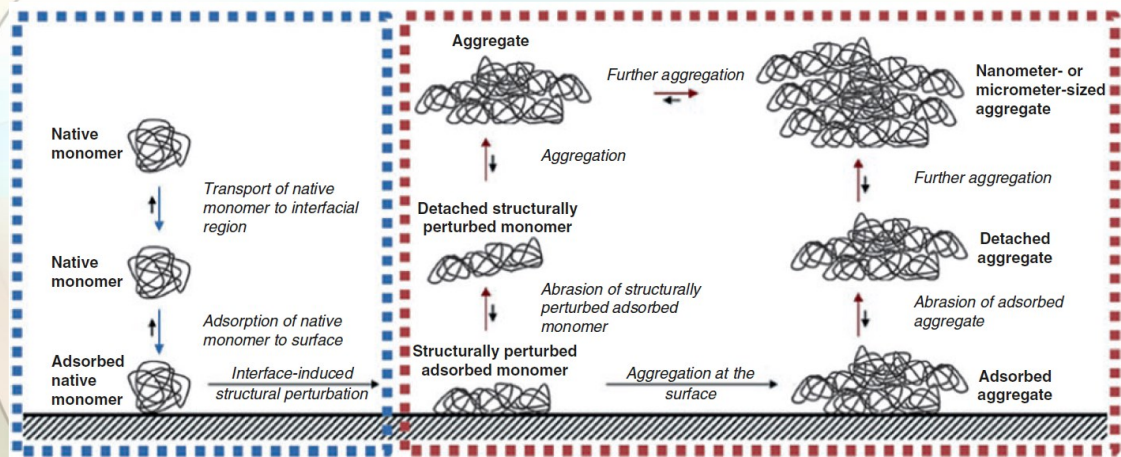 Native
monomer
Transport of native
monomer to interfacial
region
Native
monomer
Adsorption of native
monomer to surface
Adsorbed
native
monomer
Interface-induced
structural perturbation
Aggregate
Further aggregation
Nanometer- or
micrometer-sized
aggregate
Aggregation
Further aggregation
Detached structurally
perturbed monomer
Detached
aggregate
Abrasion of structurally
perturbed adsorbed
monomer
Abrasion of adsorbed
aggregate
Structurally perturbed
adsorbed monomer
Aggregation at the
surface
Adsorbed
aggregate